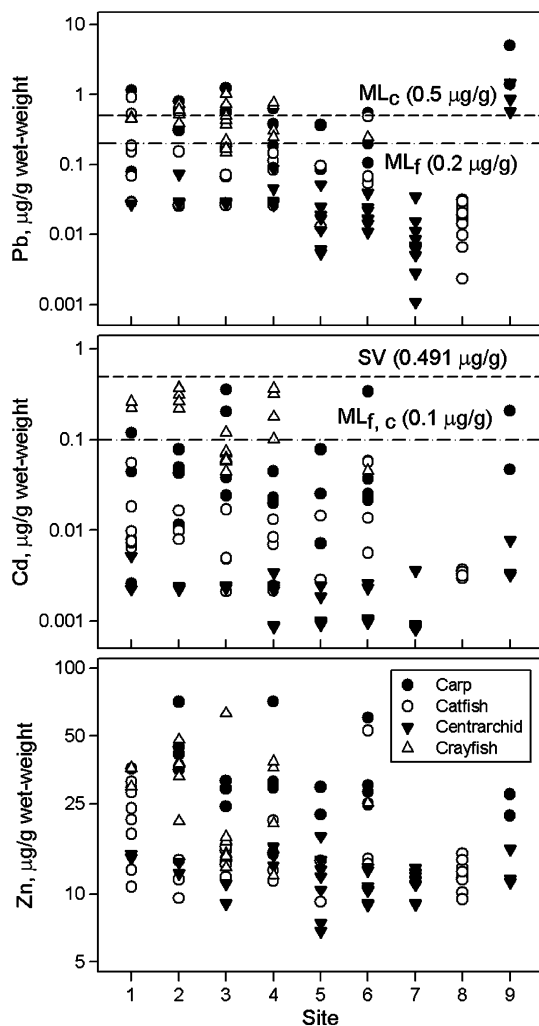 Pb, µg/g wet-weight
10
1
0.1
0.01
0.001
ML_C (0.5 µg/g)
ML_f (0.2 µg/g)
Cd, µg/g wet-weight
1
0.1
0.01
0.001
SV (0.491 µg/g)
ML_f, c (0.1 µg/g)
Zn, µg/g wet-weight
100
50
25
10
5
Carp
Catfish
Centrarchid
Crayfish
1 2 3 4 5 6 7 8 9
Site